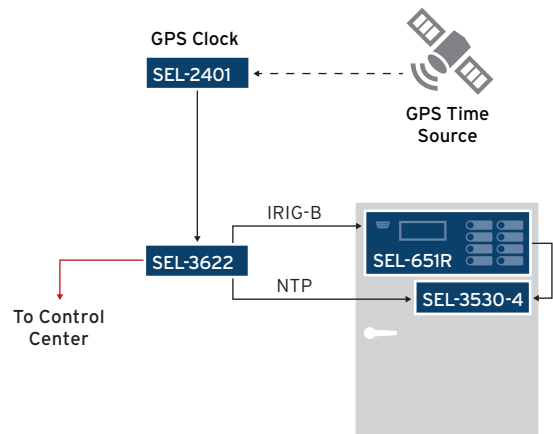 GPS Clock
SEL-2401
GPS Time
Source
IRIG-B
SEL-651R
SEL-3622
NTP
SEL-3530-4
To Control
Center